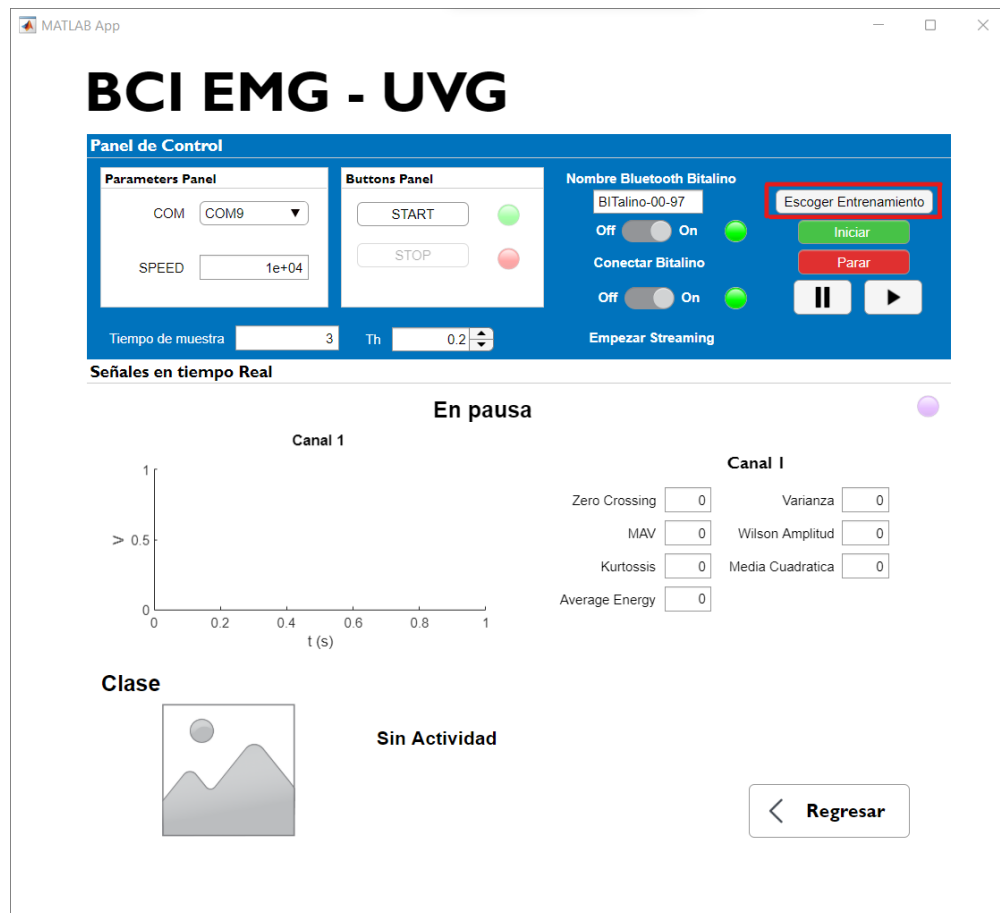 MATLAB App
BCI EMG - UVG
Panel de Control
Parameters Panel
COM COM9
SPEED 1e+04
Buttons Panel
START
STOP
Nombre Bluetooth Bitalino
BITalino-00-97
Off On
Conectar Bitalino
Off On
Empezar Streaming
Escoger Entrenamiento
Iniciar
Parar
Tiempo de muestra 3 Th 0.2
Señales en tiempo Real
En pausa
Canal 1
1
0.5
0
V
0 0.2 0.4 0.6 0.8 1
t (s)
Canal 1
Zero Crossing 0 Varianza 0
MAV 0 Wilson Amplitud 0
Kurtossis 0 Media Cuadratica 0
Average Energy 0
Clase
Sin Actividad
Regresar